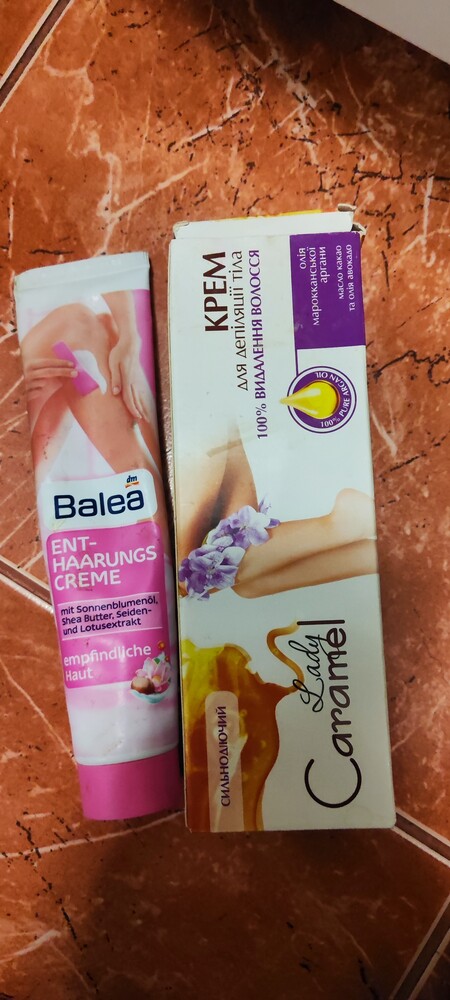 dm
Balea
ENT-
HAARUNGS
CREME
mit Sonnenblumenöl,
Shea Butter, Seiden-
und Lotusextrakt
empfindliche
Haut
КРЕМ
для депіляції тіла
100% ВИДАЛЕННЯ ВОЛОССЯ
олія
марокканської
аргани
масло какао
та олія авокадо
100% PURE ARGAN OIL
СИЛЬНОДІЮЧИЙ
Lady
Caramel